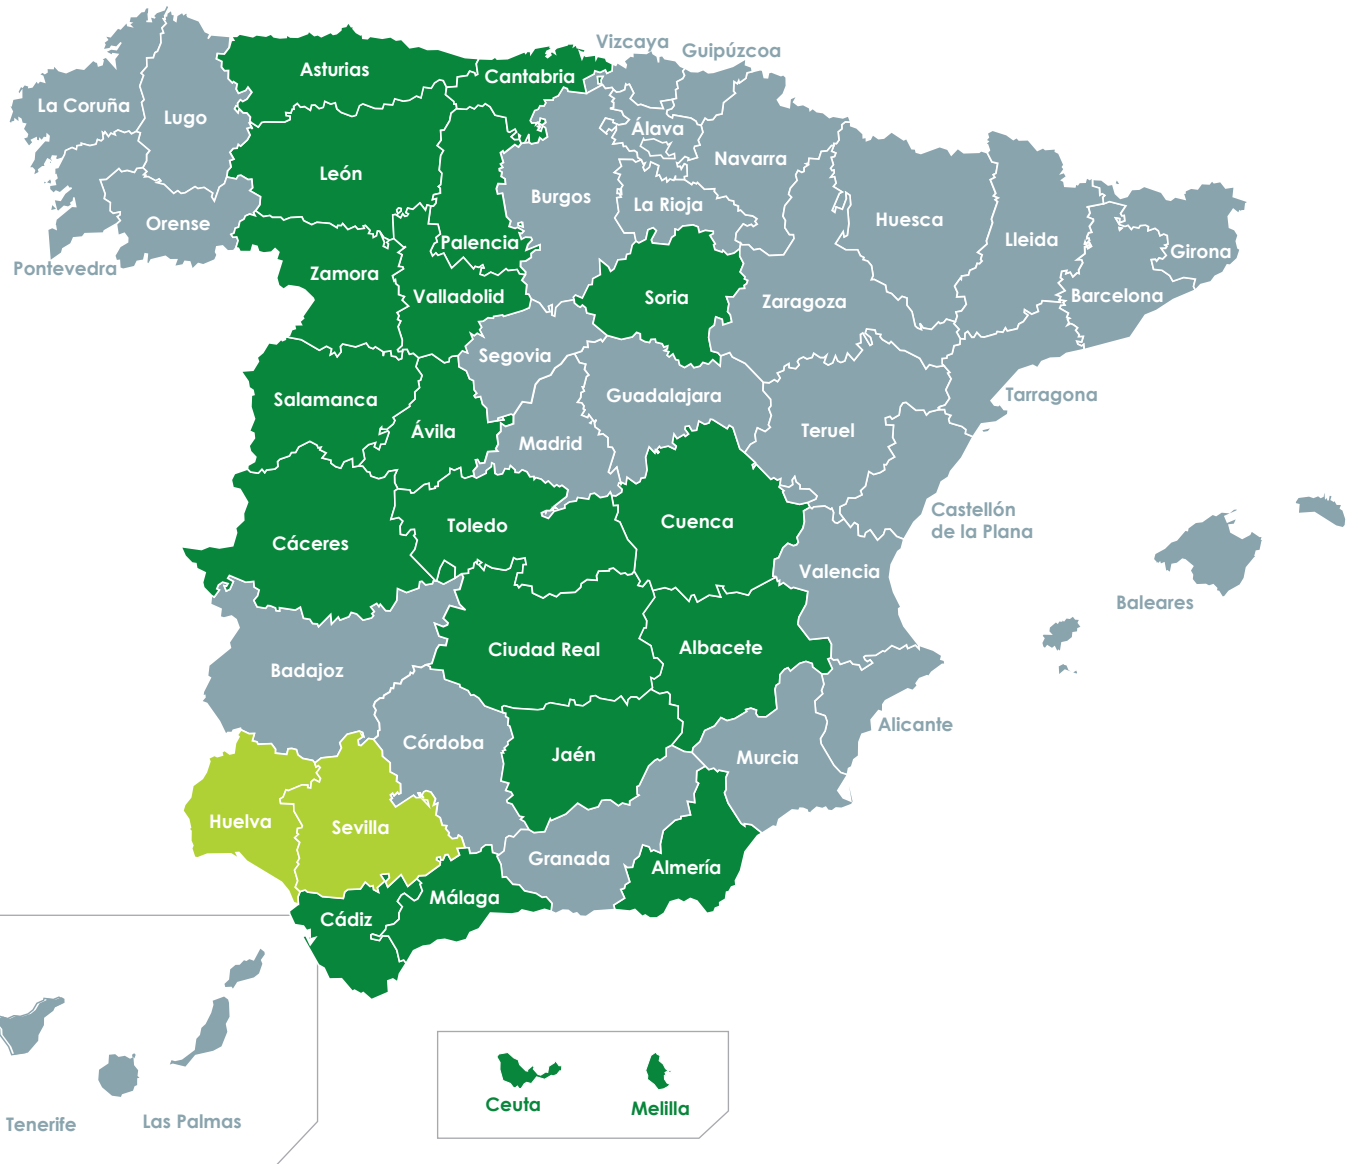 Vizcaya
Guipúzcoa
Asturias
Cantabria
La Coruña
Lugo
Álava
Navarra
León
Burgos
La Rioja
Huesca
Orense
Palencia
Lleida
Girona
Pontevedra
Zamora
Valladolid
Soria
Zaragoza
Barcelona
Segovia
Salamanca
Guadalajara
Tarragona
Ávila
Madrid
Teruel
Toledo
Cuenca
Castellón
de la Plana
Cáceres
Valencia
Baleares
Ciudad Real
Albacete
Badajoz
Alicante
Córdoba
Jaén
Murcia
Huelva
Sevilla
Granada
Almería
Málaga
Cádiz
Ceuta
Melilla
Tenerife
Las Palmas